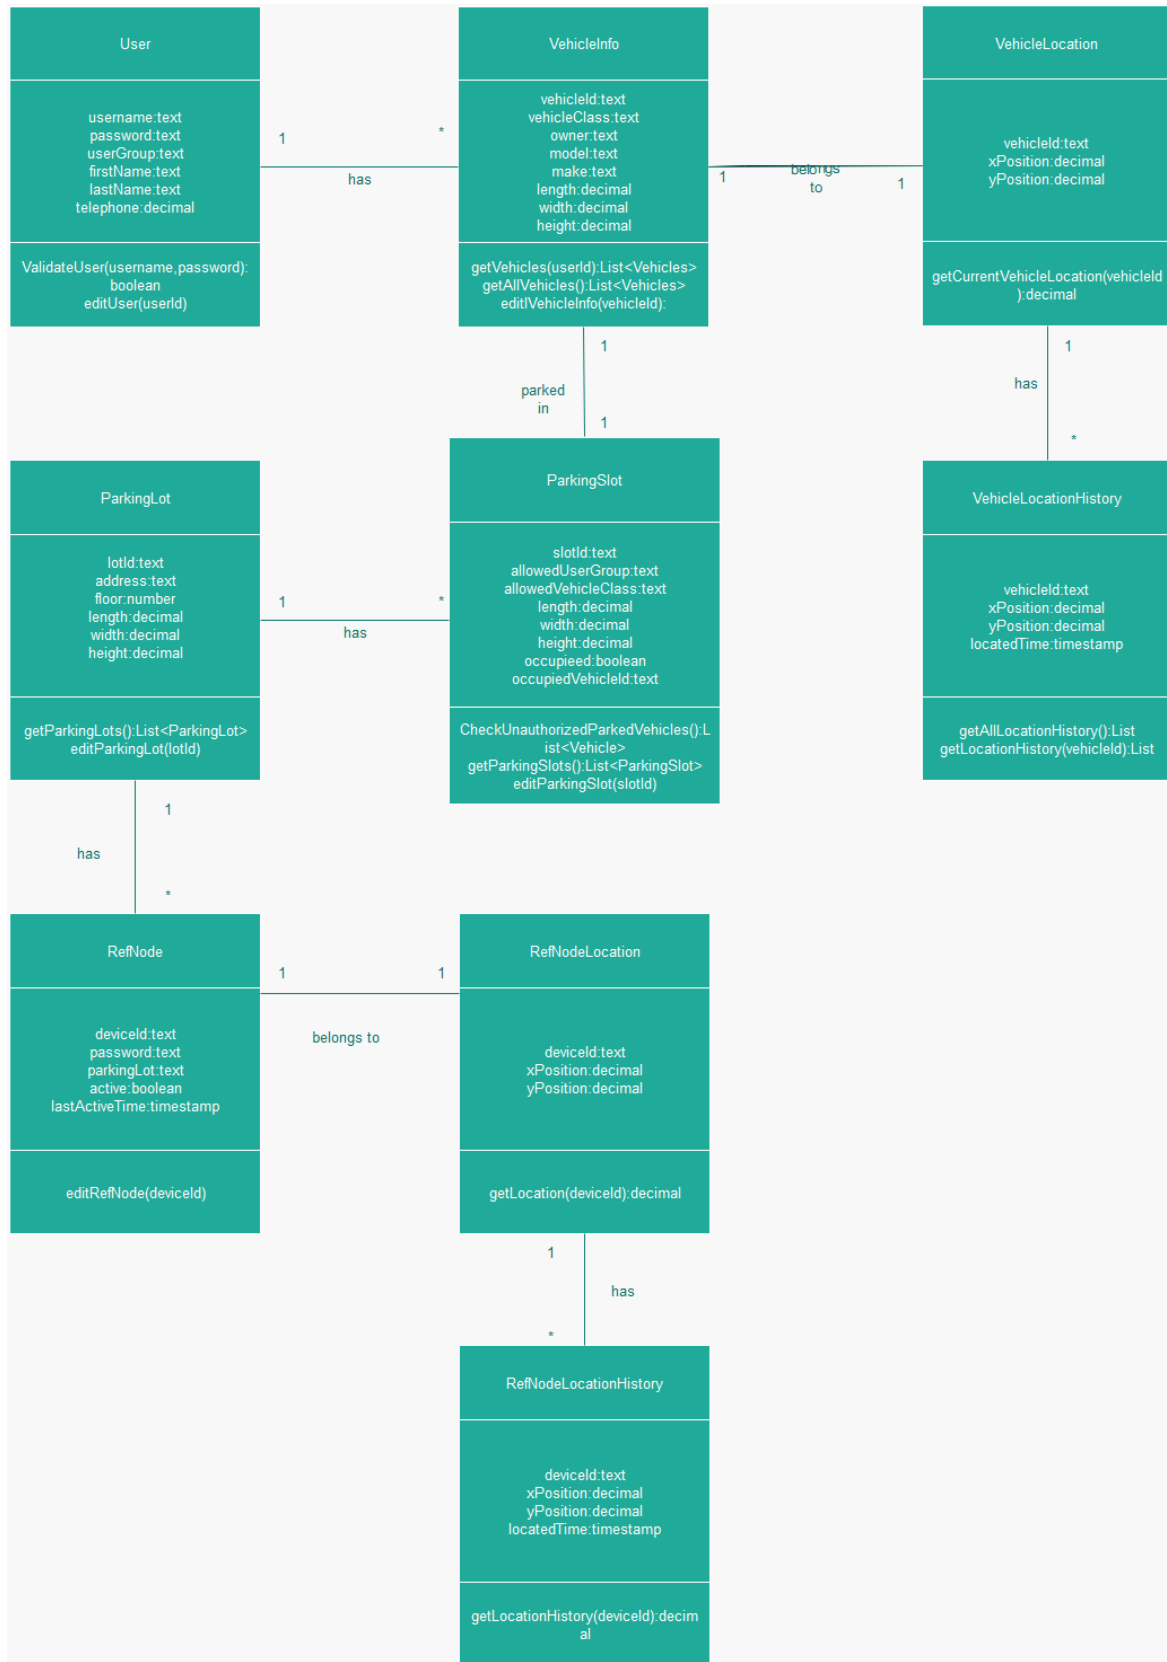 User
username:text
password:text
userGroup:text
firstName:text
lastName:text
telephone:decimal
ValidateUser(username,password):
boolean
editUser(userId)
1
*
has
VehicleInfo
vehicleId:text
vehicleClass:text
owner:text
model:text
make:text
length:decimal
width:decimal
height:decimal
getVehicles(userId):List<Vehicles>
getAllVehicles():List<Vehicles>
editIVehicleInfo(vehicleId):
1
belongs
to
1
VehicleLocation
vehicleId:text
xPosition:decimal
yPosition:decimal
getCurrentVehicleLocation(vehicleId
):decimal
1
parked
in
1
1
has
*
ParkingLot
lotId:text
address:text
floor:number
length:decimal
width:decimal
height:decimal
getParkingLots():List<ParkingLot>
editParkingLot(lotId)
1
*
has
ParkingSlot
slotId:text
allowedUserGroup:text
allowedVehicleClass:text
length:decimal
width:decimal
height:decimal
occupieed:boolean
occupiedVehicleId:text
CheckUnauthorizedParkedVehicles():L
ist<Vehicle>
getParkingSlots():List<ParkingSlot>
editParkingSlot(slotId)
VehicleLocationHistory
vehicleId:text
xPosition:decimal
yPosition:decimal
locatedTime:timestamp
getAllLocationHistory():List
getLocationHistory(vehicleId):List
1
has
*
RefNode
deviceId:text
password:text
parkingLot:text
active:boolean
lastActiveTime:timestamp
editRefNode(deviceId)
1
1
belongs to
RefNodeLocation
deviceId:text
xPosition:decimal
yPosition:decimal
getLocation(deviceId):decimal
1
has
*
RefNodeLocationHistory
deviceId:text
xPosition:decimal
yPosition:decimal
locatedTime:timestamp
getLocationHistory(deviceId):decim
al